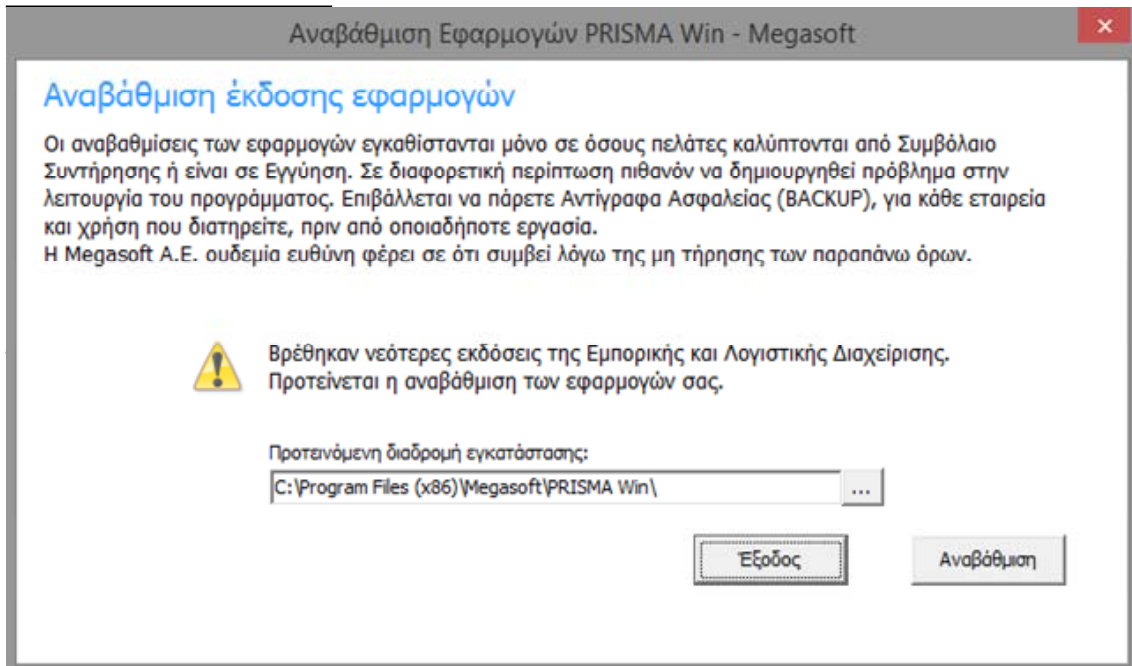 Αναβάθμιση Εφαρμογών PRISMA Win - Megasoft
Αναβάθμιση έκδοσης εφαρμογών
Οι αναβαθμίσεις των εφαρμογών εγκαθίστανται μόνο σε όσους πελάτες καλύπτονται από Συμβόλαιο
Συντήρησης ή είναι σε Εγγύηση. Σε διαφορετική περίπτωση πιθανόν να δημιουργηθεί πρόβλημα στην
λειτουργία του προγράμματος. Επιβάλλεται να πάρετε Αντίγραφα Ασφαλείας (BACKUP), για κάθε εταιρεία
και χρήση που διατηρείτε, πριν από οποιαδήποτε εργασία.
Η Megasoft Α.Ε. ουδεμία ευθύνη φέρει σε ότι συμβεί λόγω της μη τήρησης των παραπάνω όρων.
Βρέθηκαν νεότερες εκδόσεις της Εμπορικής και Λογιστικής Διαχείρισης.
Προτείνεται η αναβάθμιση των εφαρμογών σας.
Προτεινόμενη διαδρομή εγκατάστασης:
C:\Program Files (x86)\Megasoft\PRISMA Win\
...
Έξοδος
Αναβάθμιση